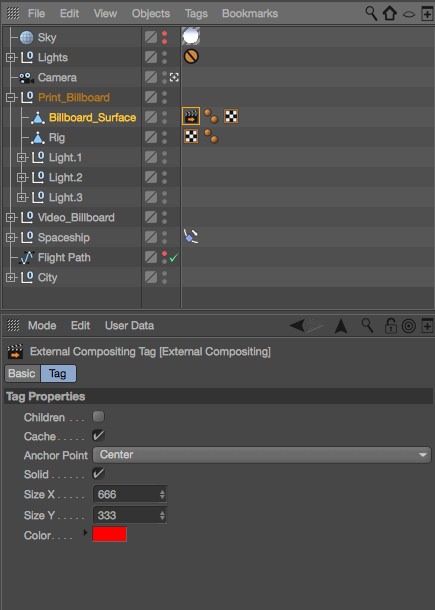 File Edit View Objects Tags Bookmarks
Sky
Lights
Camera
Print_Billboard
Billboard_Surface
Rig
Light.1
Light.2
Light.3
Video_Billboard
Spaceship
Flight Path
City
Mode Edit User Data
External Compositing Tag [External Compositing]
Basic Tag
Tag Properties
Children . . .
Cache . . . . .
Anchor Point Center
Solid . . . . .
Size X . . . . . 666
Size Y . . . . . 333
Color. . . .